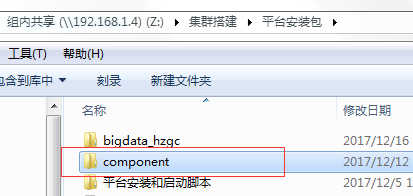 组内共享 (\\192.168.1.4) (Z:) 集群搭建 平台安装包
工具(T) 帮助(H)
包含到库中 刻录 新建文件夹
名称 修改日期
bigdata_hzgc 2017/12/16
component 2017/12/12
平台安装和启动脚本 2017/12/5 1